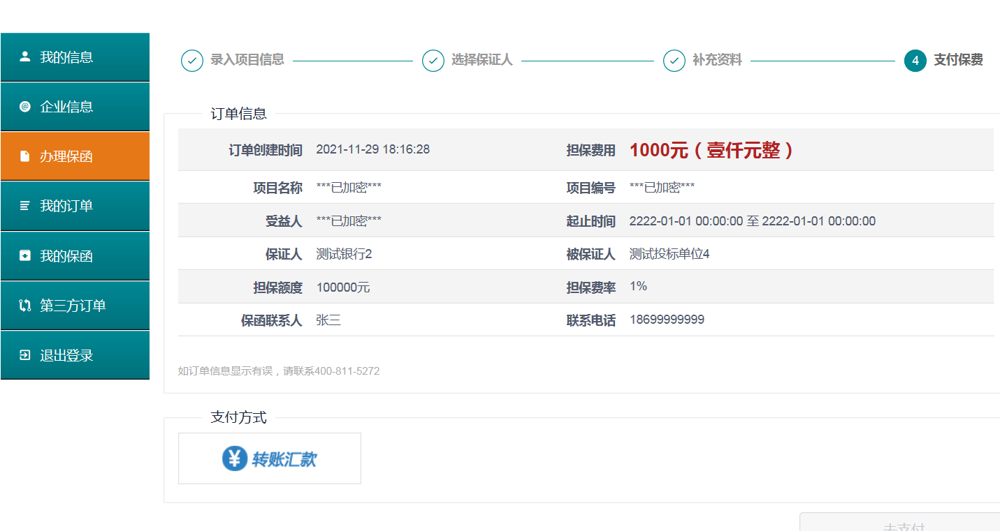 我的信息
企业信息
办理保函
我的订单
我的保函
第三方订单
退出登录
录入项目信息 选择保证人 补充资料 4 支付保费
订单信息
订单创建时间 2021-11-29 18:16:28 担保费用 1000元（壹仟元整）
项目名称 ***已加密*** 项目编号 ***已加密***
受益人 ***已加密*** 起止时间 2222-01-01 00:00:00 至 2222-01-01 00:00:00
保证人 测试银行2 被保证人 测试投标单位4
担保额度 100000元 担保费率 1%
保函联系人 张三 联系电话 18699999999
如订单信息显示有误，请联系400-811-5272
支付方式
¥ 转账汇款
去支付